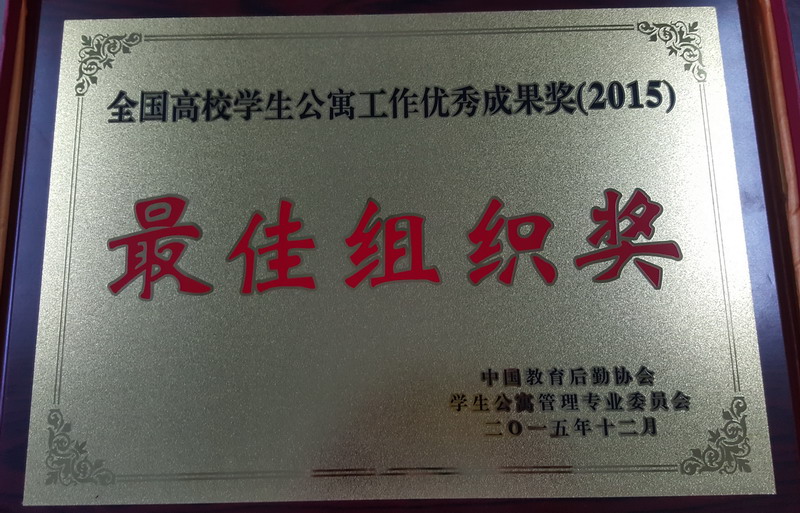 全国高校学生公寓工作优秀成果奖(2015)
最佳组织奖
中国教育后勤协会
学生公寓管理专业委员会
二〇一五年十二月